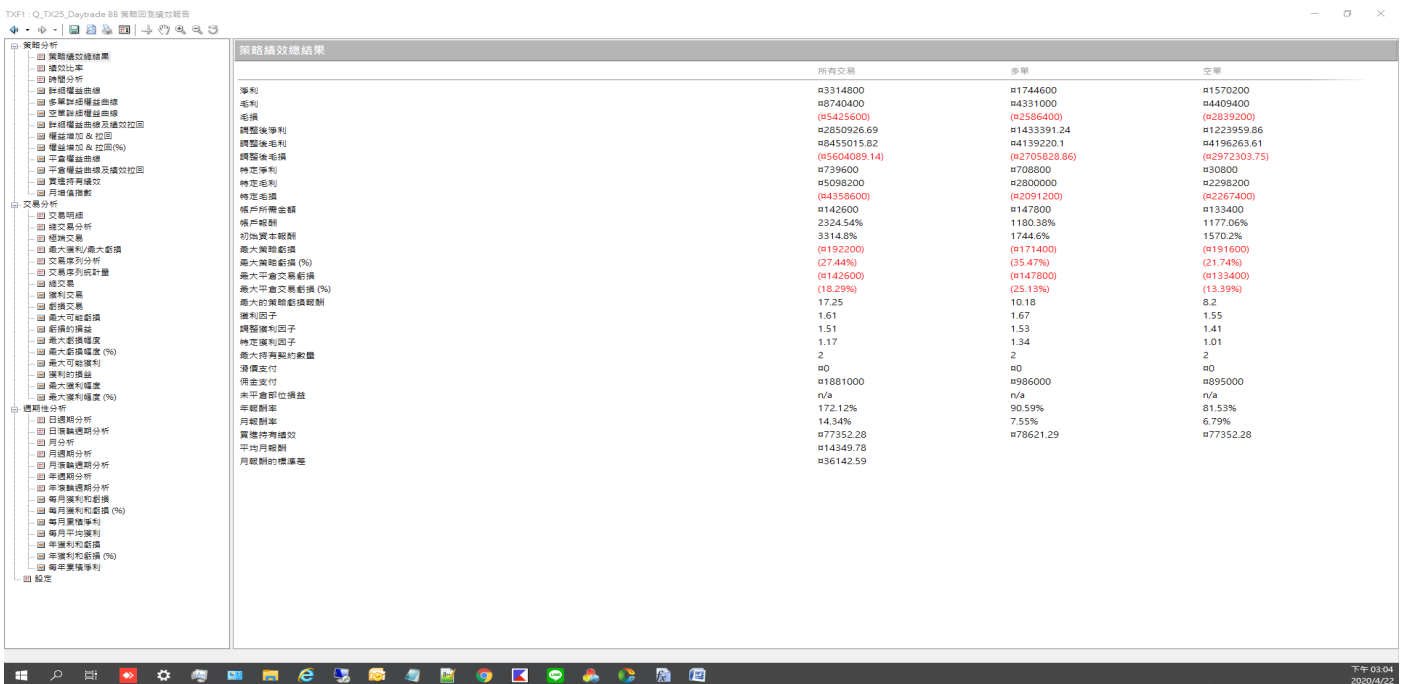 TXF1 : Q_TX25_Daytrade BB 策略回測績效報告
策略分析
策略績效總結果
績效比率
時間分析
詳細權益曲線
多單詳細權益曲線
空單詳細權益曲線
詳細權益曲線及績效拉回
權益增加 & 拉回
權益增加 & 拉回(%)
平倉權益曲線
平倉權益曲線及績效拉回
買進持有績效
月增值指數
交易分析
交易明細
總交易分析
極端交易
最大獲利/最大虧損
交易序列分析
交易序列統計量
總交易
獲利交易
虧損交易
最大可能虧損
虧損的損益
最大虧損幅度
最大虧損幅度 (%)
最大可能獲利
獲利的損益
最大獲利幅度
最大獲利幅度 (%)
週期性分析
日週期分析
日滾輪週期分析
月分析
月週期分析
月滾輪週期分析
年週期分析
年滾輪週期分析
每月獲利和虧損
每月獲利和虧損 (%)
每月累積淨利
每月平均獲利
年獲利和虧損
年獲利和虧損 (%)
每年累積淨利
設定
策略績效總結果
所有交易 多單 空單
淨利 ¤3314800 ¤1744600 ¤1570200
毛利 ¤8740400 ¤4331000 ¤4409400
毛損 (¤5425600) (¤2586400) (¤2839200)
調整後淨利 ¤2850926.69 ¤1433391.24 ¤1223959.86
調整後毛利 ¤8455015.82 ¤4139220.1 ¤4196263.61
調整後毛損 (¤5604089.14) (¤2705828.86) (¤2972303.75)
特定淨利 ¤739600 ¤708800 ¤30800
特定毛利 ¤5098200 ¤2800000 ¤2298200
特定毛損 (¤4358600) (¤2091200) (¤2267400)
帳戶所需金額 ¤142600 ¤147800 ¤133400
帳戶報酬 2324.54% 1180.38% 1177.06%
初始資本報酬 3314.8% 1744.6% 1570.2%
最大策略虧損 (¤192200) (¤171400) (¤191600)
最大策略虧損 (%) (27.44%) (35.47%) (21.74%)
最大平倉交易虧損 (¤142600) (¤147800) (¤133400)
最大平倉交易虧損 (%) (18.29%) (25.13%) (13.39%)
最大的策略虧損報酬 17.25 10.18 8.2
獲利因子 1.61 1.67 1.55
調整獲利因子 1.51 1.53 1.41
特定獲利因子 1.17 1.34 1.01
最大持有契約數量 2 2 2
滑價支付 ¤0 ¤0 ¤0
佣金支付 ¤1881000 ¤986000 ¤895000
未平倉部位損益 n/a n/a n/a
年報酬率 172.12% 90.59% 81.53%
月報酬率 14.34% 7.55% 6.79%
買進持有績效 ¤77352.28 ¤78621.29 ¤77352.28
平均月報酬 ¤14349.78
月報酬的標準差 ¤36142.59
下午 03:04
2020/4/22